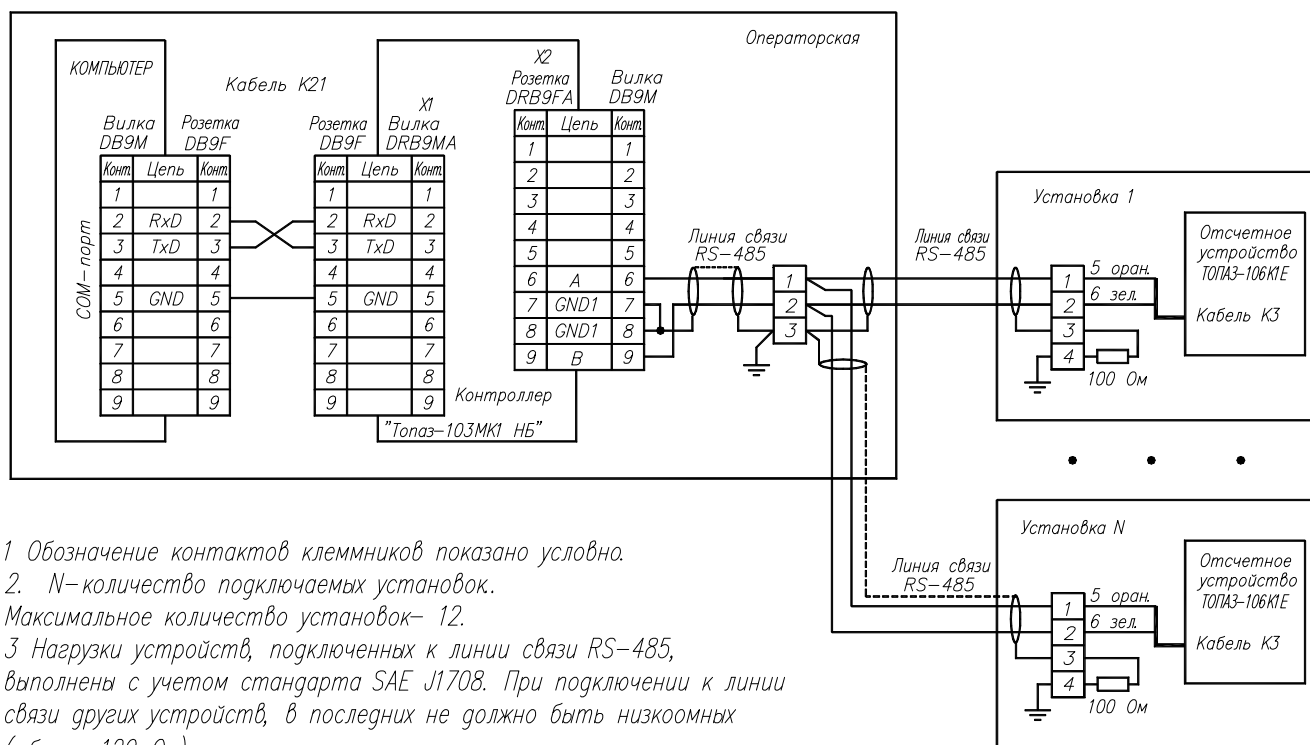 Операторская
КОМПЬЮТЕР
Кабель К21
Вилка DB9M
Розетка DB9F
Розетка DB9F
X1 Вилка DRB9MA
X2 Розетка DRB9FA
Вилка DB9M
COM-порт
Конт. Цепь Конт.
1 1
2 RxD 2
3 TxD 3
4 4
5 GND 5
6 6
7 7
8 8
9 9
Конт. Цепь Конт.
1 1
2 RxD 2
3 TxD 3
4 4
5 GND 5
6 6
7 7
8 8
9 9
Конт. Цепь Конт.
1 1
2 2
3 3
4 4
5 5
6 A 6
7 GND1 7
8 GND1 8
9 B 9
Контроллер
"Топаз-103МК1 НБ"
Линия связи
RS-485
1
2
3
Линия связи
RS-485
Установка 1
1
2
3
4
5 оран.
6 зел.
100 Ом
Отсчетное
устройство
ТОПАЗ-106К1Е
Кабель К3
Линия связи
RS-485
Установка N
1
2
3
4
5 оран.
6 зел.
100 Ом
Отсчетное
устройство
ТОПАЗ-106К1Е
Кабель К3
1 Обозначение контактов клеммников показано условно.
2. N-количество подключаемых установок..
Максимальное количество установок- 12.
3 Нагрузки устройств, подключенных к линии связи RS-485,
выполнены с учетом стандарта SAE J1708. При подключении к линии
связи других устройств, в последних не должно быть низкоомных